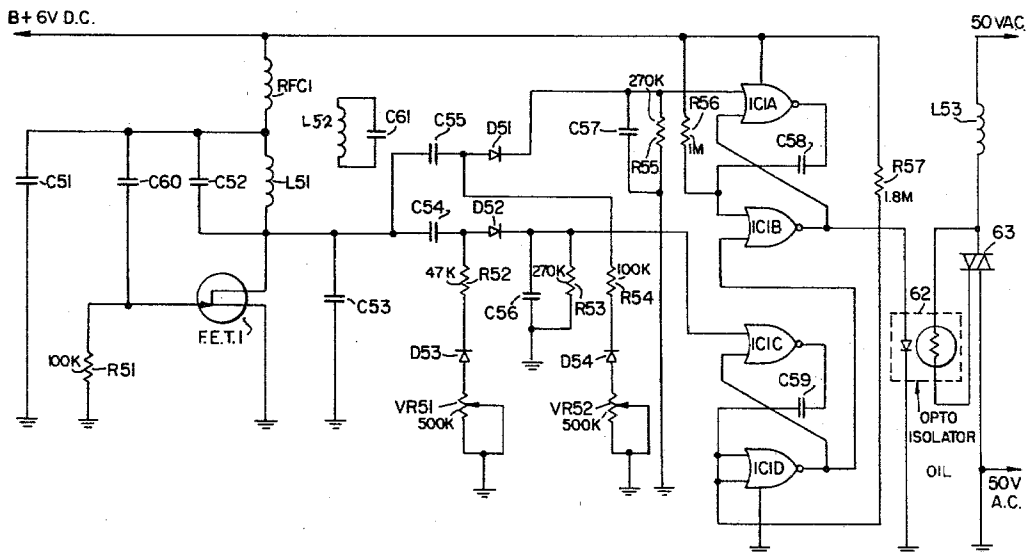 B+ 6V D.C.
50 VAC.
RFC1
L52
C61
C55
D51
270K
R56
IC1A
L53
C57
1M
C58
R55
R57
1.8M
C51
C60
C52
L51
C54
D52
IC1B
63
47K
R52
270K
100K
C56
R53
R54
C53
62
F.E.T.1
IC1C
100K
R51
D53
D54
C59
VR51
500K
VR52
500K
OPTO
ISOLATOR
IC1D
OIL
50V
A.C.